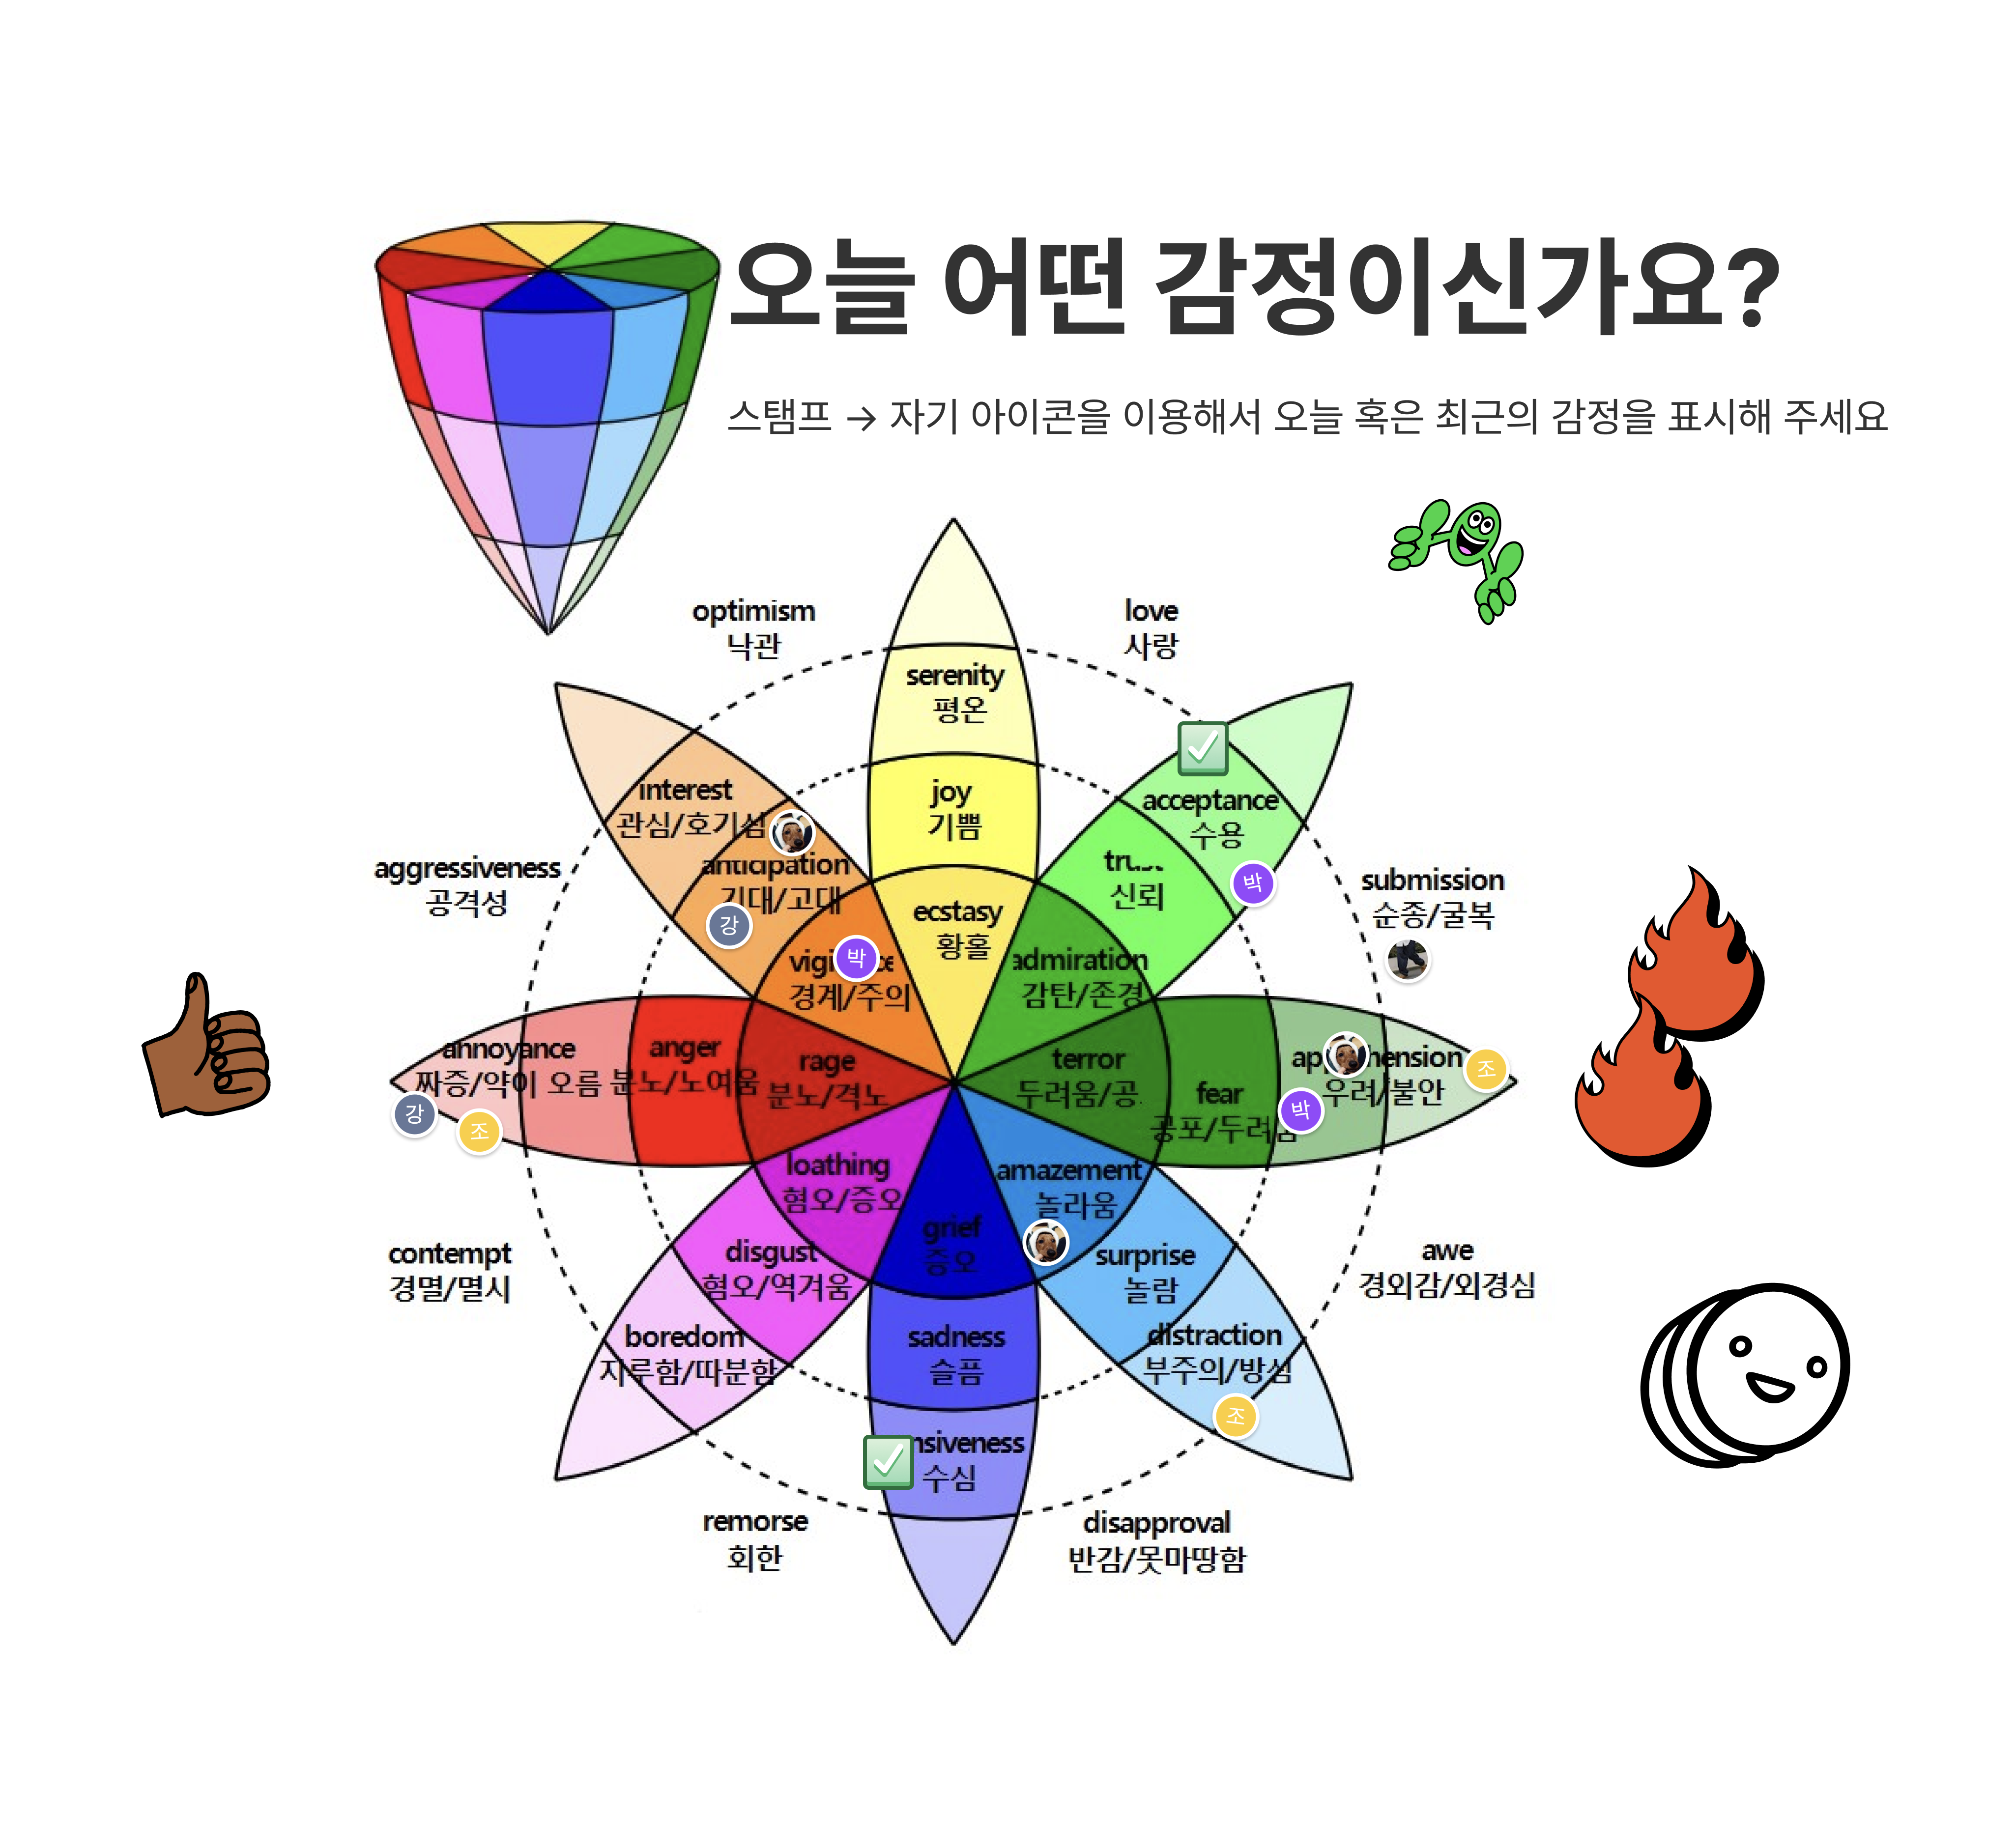 오늘 어떤 감정이신가요?
스탬프 → 자기 아이콘을 이용해서 오늘 혹은 최근의 감정을 표시해 주세요
optimism
낙관
love
사랑
serenity
평온
interest
관심/호기심
joy
기쁨
acceptance
수용
aggressiveness
공격성
anticipation
기대/고대
강
trust
신뢰
박
submission
순종/굴복
ecstasy
황홀
박
경계/주의
admiration
감탄/존경
annoyance
짜증/약이 오름
anger
분노/노여움
rage
분노/격노
terror
두려움/공
fear
공포/두려움
우려/불안
조
박
강
조
loathing
혐오/증오
grief
증오
amazement
놀라움
contempt
경멸/멸시
disgust
혐오/역겨움
surprise
놀람
awe
경외감/외경심
boredom
지루함/따분함
sadness
슬픔
distraction
부주의/방심
조
nsiveness
수심
remorse
회한
disapproval
반감/못마땅함